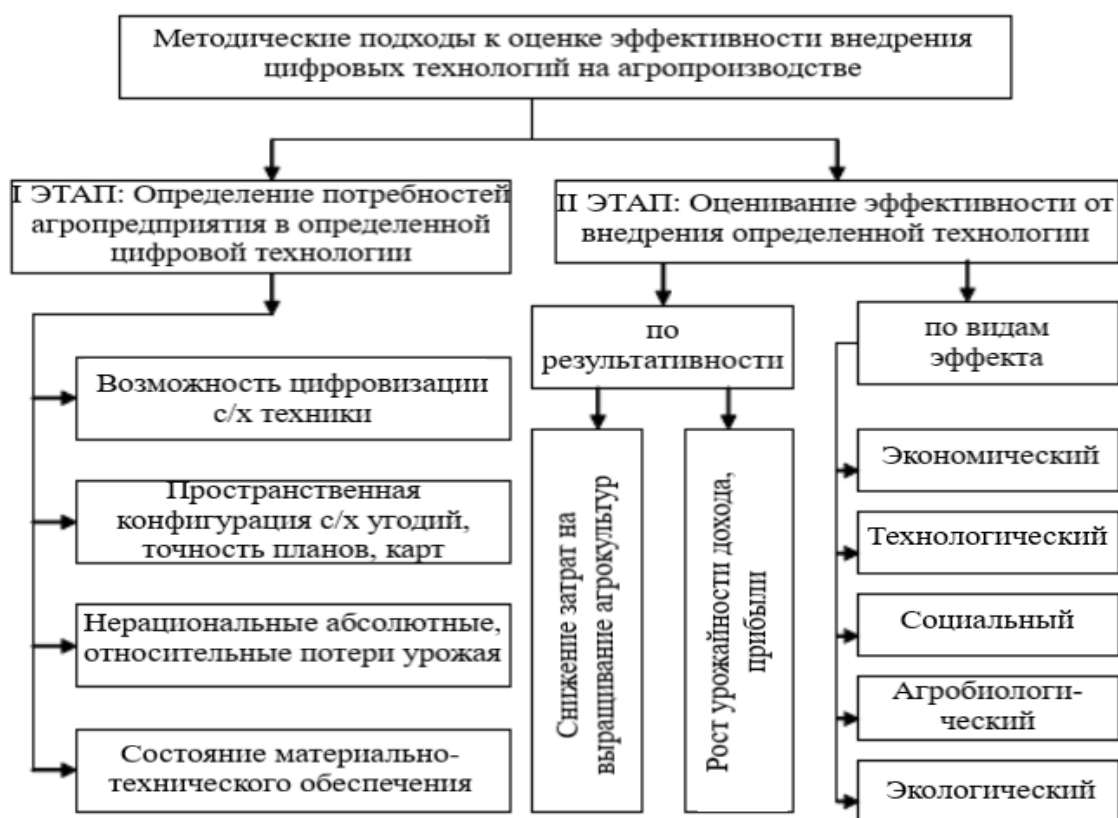 Методические подходы к оценке эффективности внедрения
цифровых технологий на агропроизводстве
I ЭТАП: Определение потребностей
агропредприятия в определенной
цифровой технологии
II ЭТАП: Оценивание эффективности от
внедрения определенной технологии
Возможность цифровизации
с/х техники
Пространственная
конфигурация с/х угодий,
точность планов, карт
Нерациональные абсолютные,
относительные потери урожая
Состояние материально-
технического обеспечения
по
результативности
Снижение затрат на
выращивание агрокультур
Рост урожайности дохода,
прибыли
по видам
эффекта
Экономический
Технологический
Социальный
Агробиологи-
ческий
Экологический